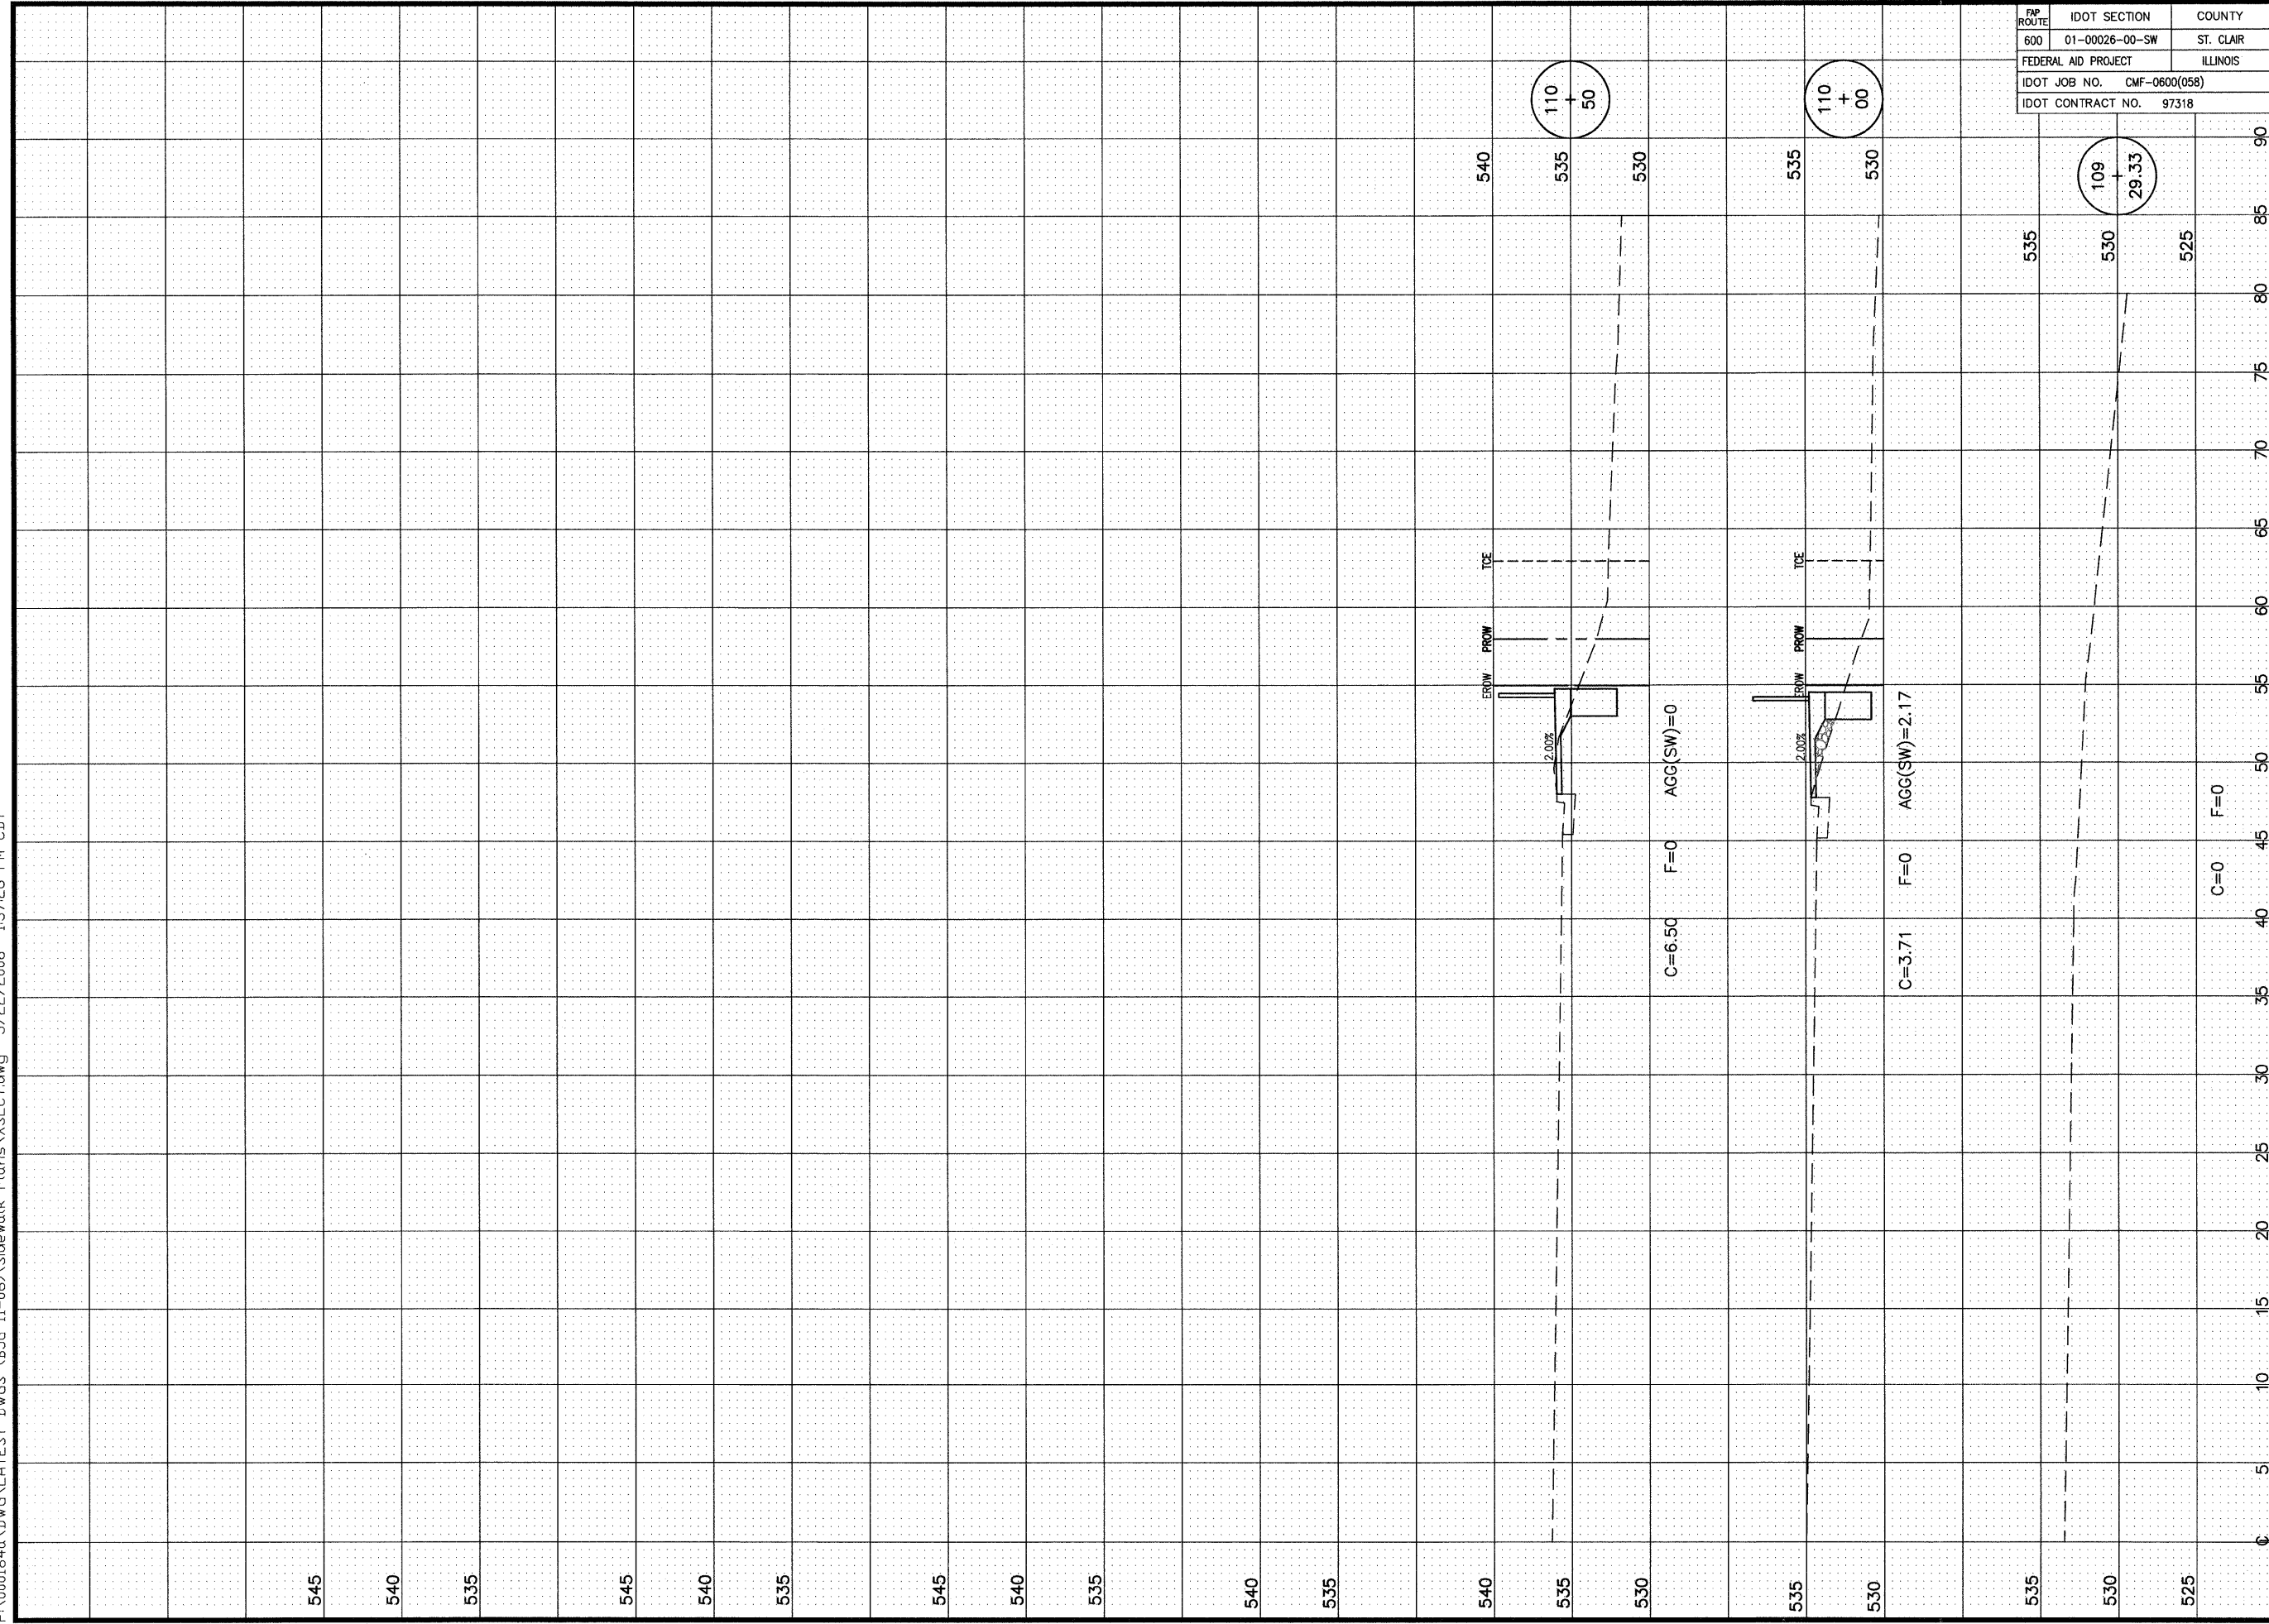 FAP ROUTE IDOT SECTION COUNTY
600 01-00026-00-SW ST. CLAIR
FEDERAL AID PROJECT ILLINOIS
IDOT JOB NO. CMF-0600(058)
IDOT CONTRACT NO. 97318
110 + 50
540 535 530
TCE
PROW
EROW
2.00%
C=6.50 F=0 AGG(SW)=0
540 535 530
110 + 00
535 530
TCE
PROW
EROW
2.00%
C=3.71 F=0 AGG(SW)=2.17
535 530
109 + 29.33
535 530 525
C=0 F=0
535 530 525
90
85
80
75
70
65
60
55
50
45
40
35
30
25
20
15
10
5
545 540 535
545 540 535
545 540 535
540 535